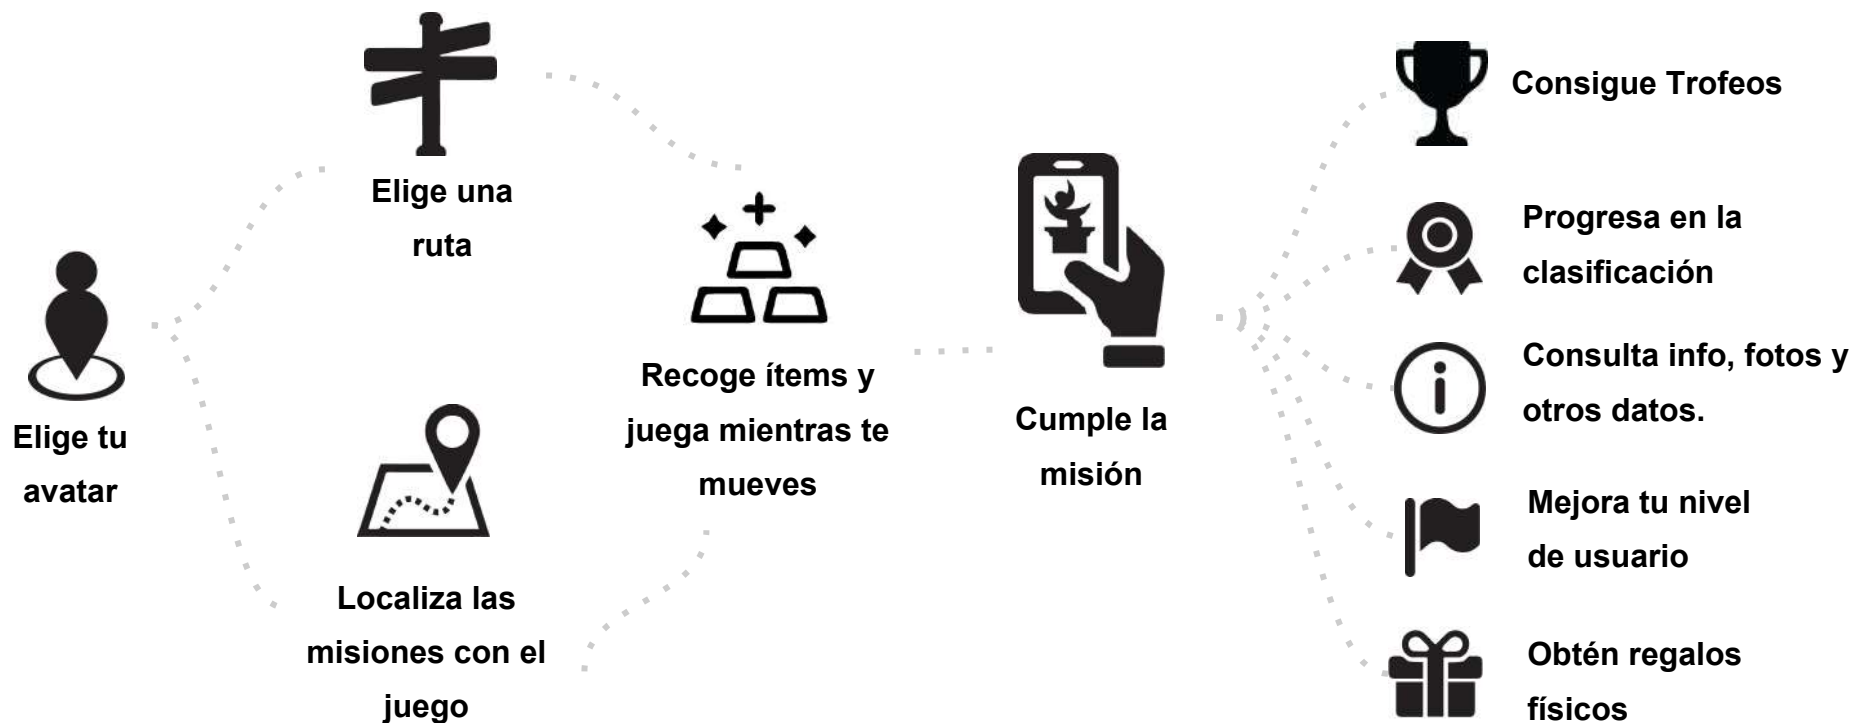 Elige tu
avatar
Elige una
ruta
Localiza las
misiones con el
juego
Recoge ítems y
juega mientras te
mueves
Cumple la
misión
Consigue Trofeos
Progresa en la
clasificación
Consulta info, fotos y
otros datos.
Mejora tu nivel
de usuario
Obtén regalos
físicos